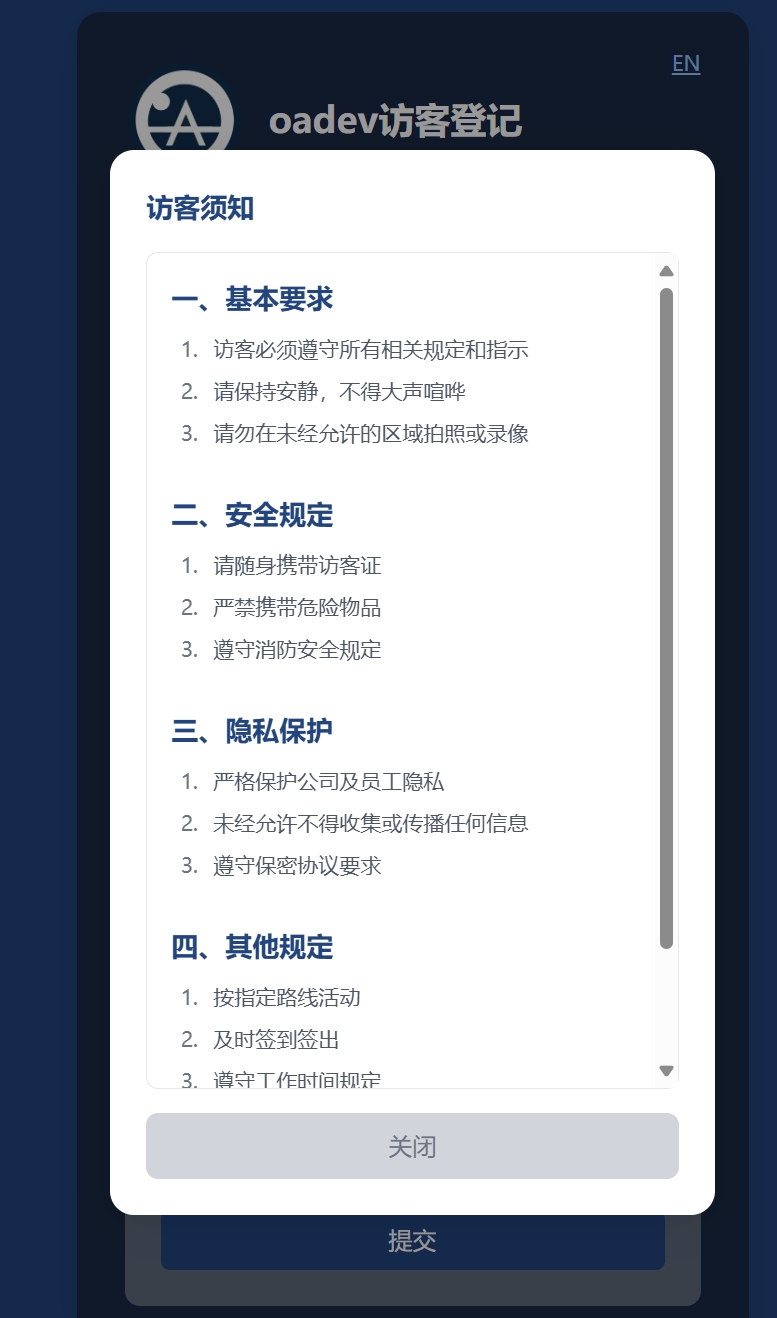 EN
oadev访客登记
访客须知
一、基本要求
1. 访客必须遵守所有相关规定和指示
2. 请保持安静，不得大声喧哗
3. 请勿在未经允许的区域拍照或录像
二、安全规定
1. 请随身携带访客证
2. 严禁携带危险物品
3. 遵守消防安全规定
三、隐私保护
1. 严格保护公司及员工隐私
2. 未经允许不得收集或传播任何信息
3. 遵守保密协议要求
四、其他规定
1. 按指定路线活动
2. 及时签到签出
3. 遵守工作时间规定
关闭
提交